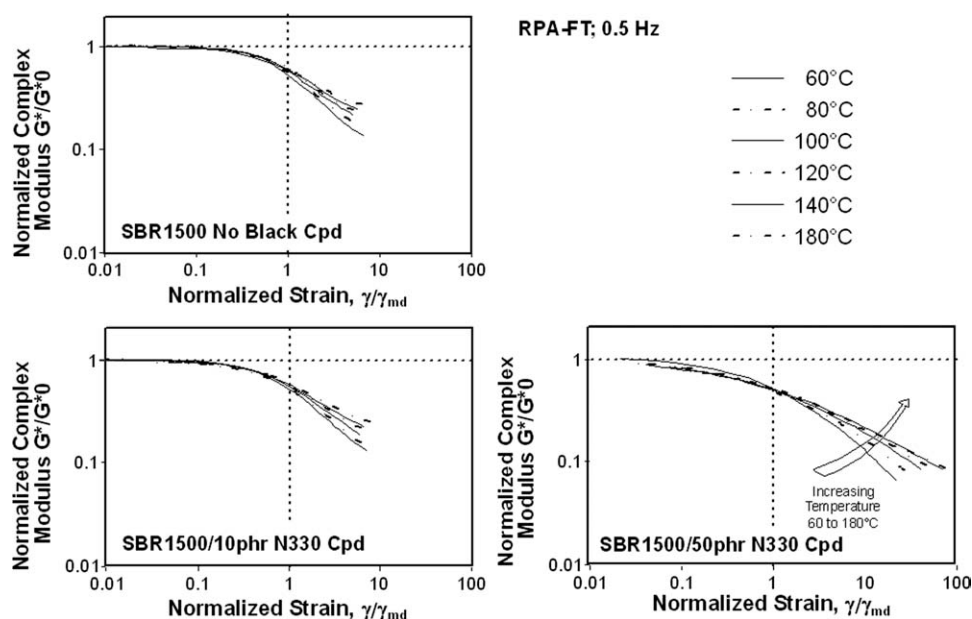 RPA-FT; 0.5 Hz
60°C
80°C
100°C
120°C
140°C
180°C
Normalized Complex
Modulus G*/G*0
1
0.1
0.01
SBR1500 No Black Cpd
0.01
0.1
1
10
100
Normalized Strain, γ/γmd
Normalized Complex
Modulus G*/G*0
1
0.1
0.01
SBR1500/10phr N330 Cpd
0.01
0.1
1
10
100
Normalized Strain, γ/γmd
Normalized Complex
Modulus G*/G*0
1
0.1
0.01
Increasing
Temperature
60 to 180°C
SBR1500/50phr N330 Cpd
0.01
0.1
1
10
100
Normalized Strain, γ/γmd